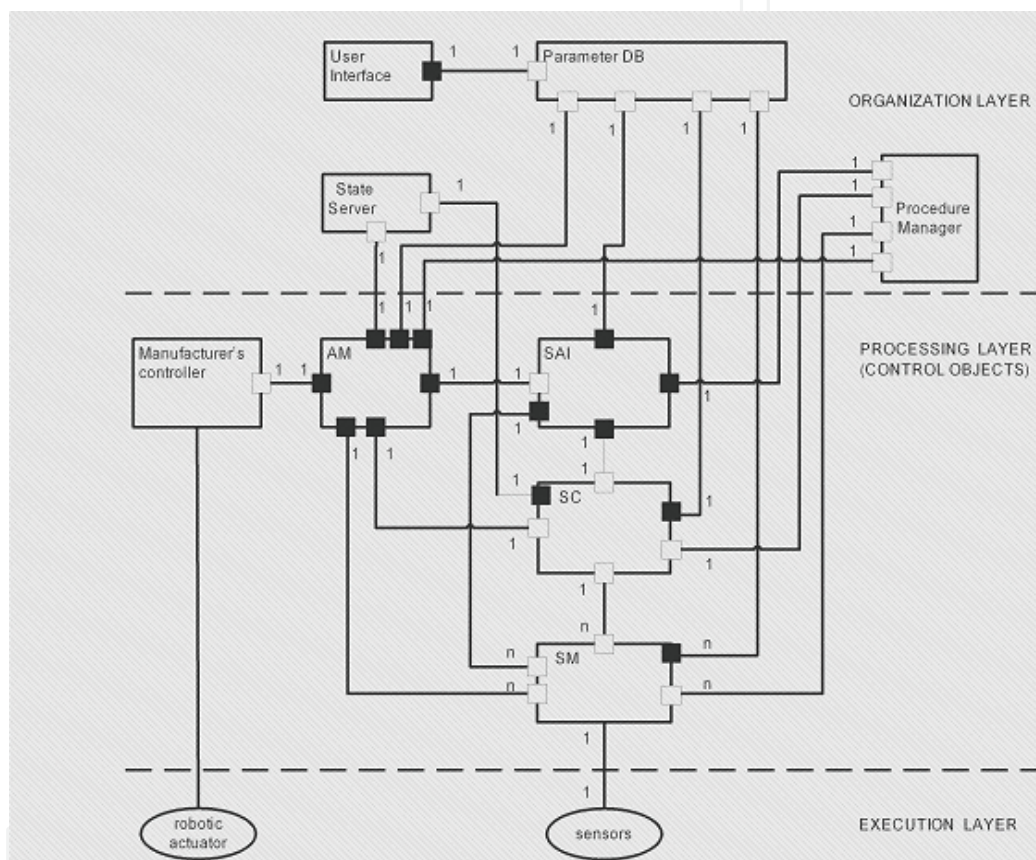 User
Interface
1
1
Parameter DB
ORGANIZATION LAYER
1
1
1
1
State
Server
1
1
1
1
1
1
Procedure
Manager
1
1
1
1
1
Manufacturer's
controller
1
1
AM
1
1
SAI
PROCESSING LAYER
(CONTROL OBJECTS)
1
1
1
1
1
1
1
SC
1
1
1
1
n
SM
n
n
n
n
1
1
robotic
actuator
sensors
EXECUTION LAYER